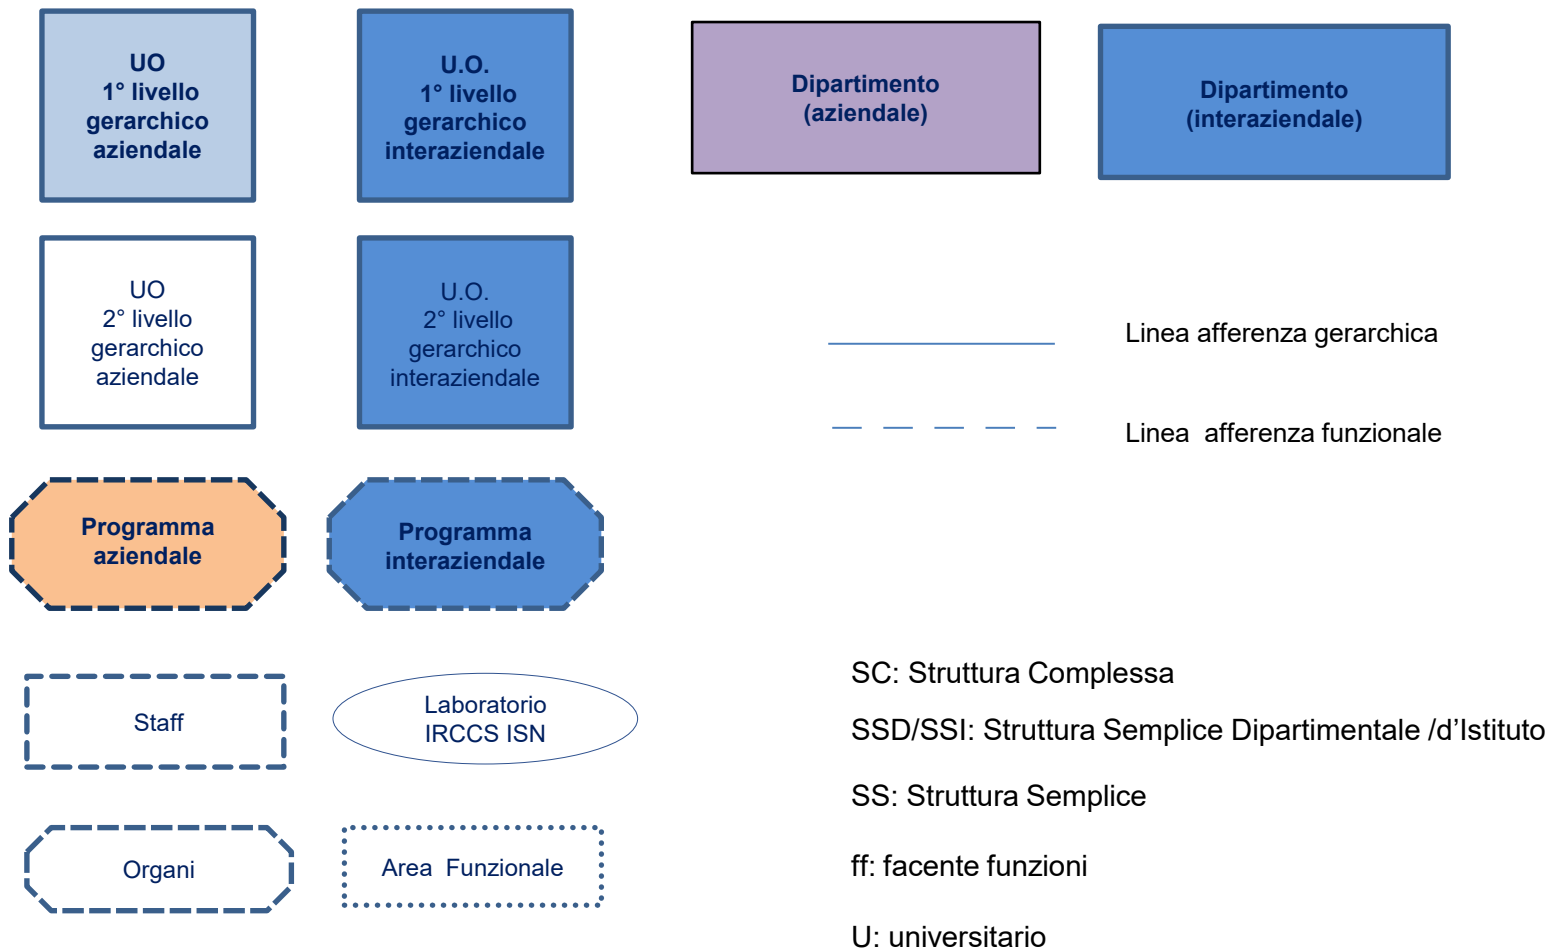 UO
1° livello
gerarchico
aziendale
U.O.
1° livello
gerarchico
interaziendale
Dipartimento
(aziendale)
Dipartimento
(interaziendale)
UO
2° livello
gerarchico
aziendale
U.O.
2° livello
gerarchico
interaziendale
Linea afferenza gerarchica
Linea afferenza funzionale
Programma
aziendale
Programma
interaziendale
Staff
Laboratorio
IRCCS ISN
Organi
Area Funzionale
SC: Struttura Complessa
SSD/SSI: Struttura Semplice Dipartimentale /d’Istituto
SS: Struttura Semplice
ff: facente funzioni
U: universitario